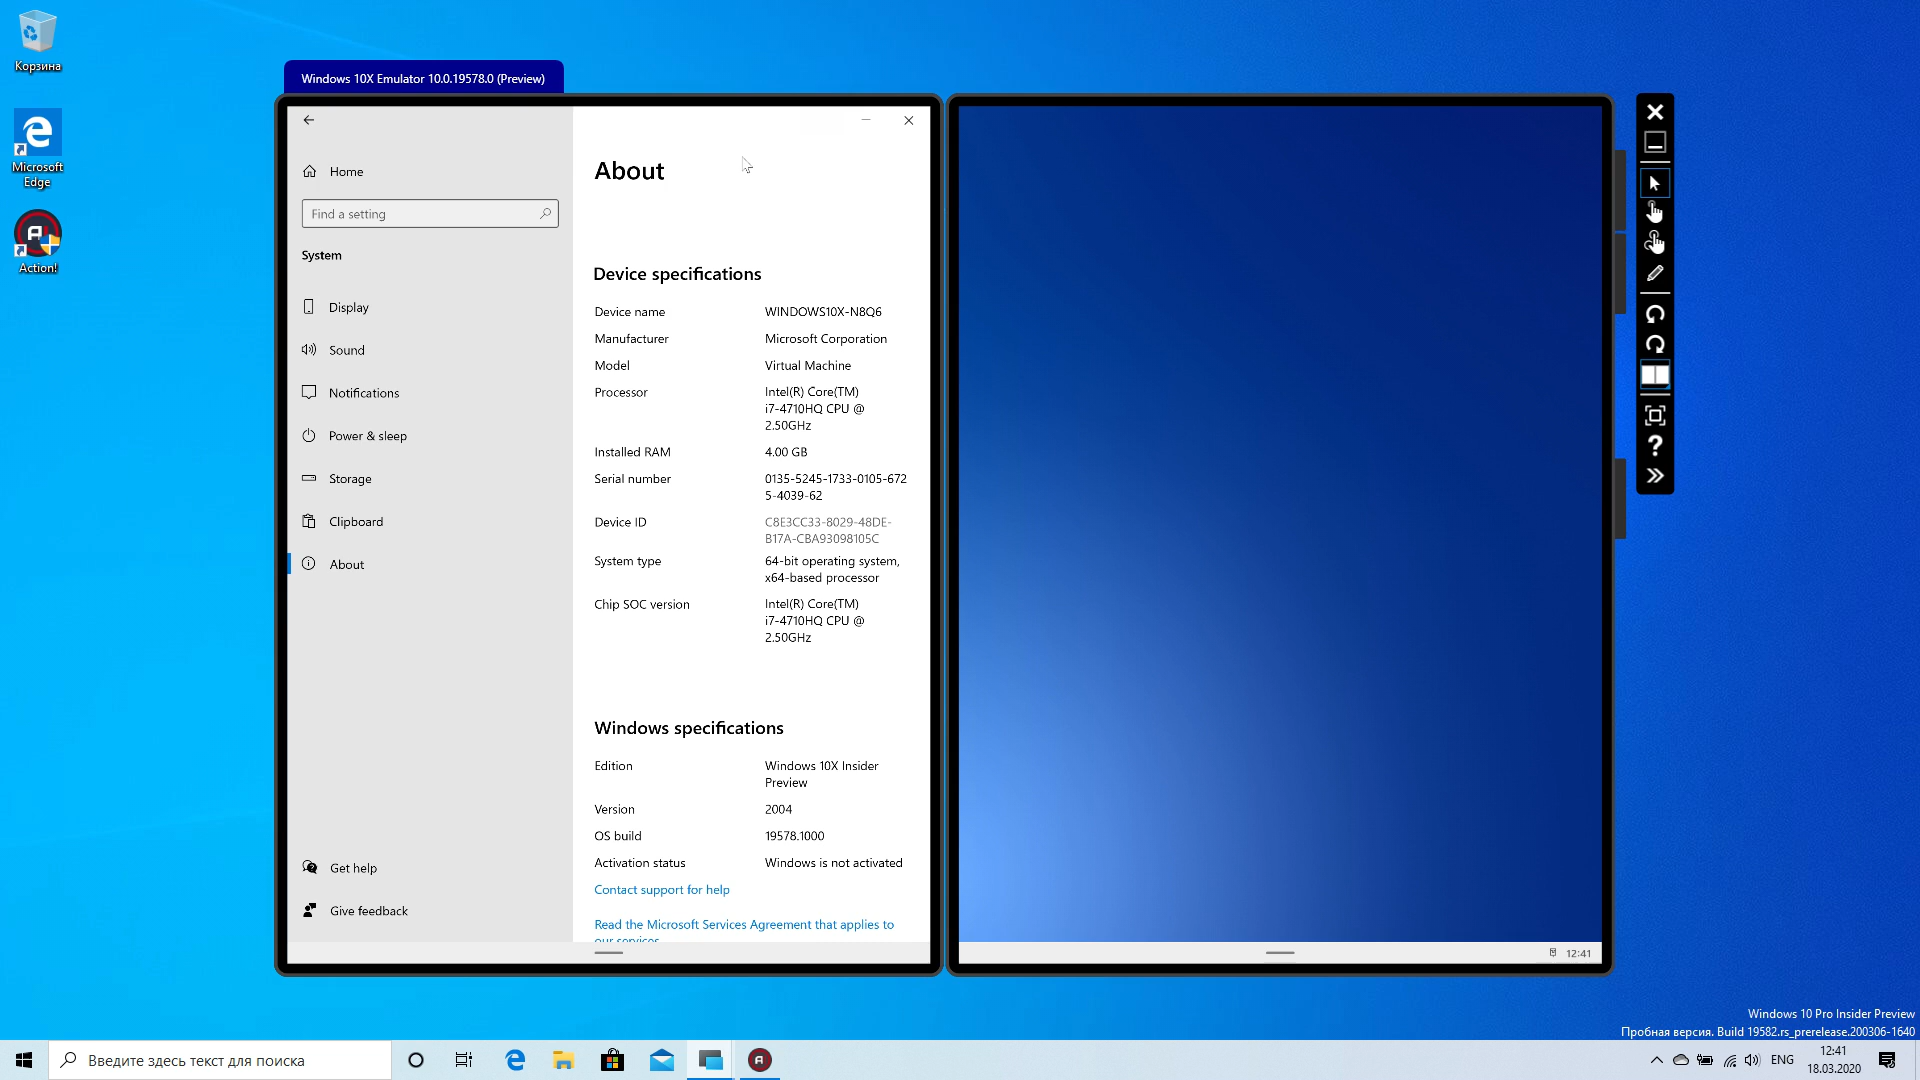 Корзина
Microsoft
Edge
Action!
Windows 10X Emulator 10.0.19578.0 (Preview)
Home
Find a setting
System
Display
Sound
Notifications
Power & sleep
Storage
Clipboard
About
Get help
Give feedback
About
Device specifications
Device name WINDOWS10X-N8Q6
Manufacturer Microsoft Corporation
Model Virtual Machine
Processor Intel(R) Core(TM)
i7-4710HQ CPU @
2.50GHz
Installed RAM 4.00 GB
Serial number 0135-5245-1733-0105-672
5-4039-62
Device ID C8E3CC33-8029-48DE-
B17A-CBA93098105C
System type 64-bit operating system,
x64-based processor
Chip SOC version Intel(R) Core(TM)
i7-4710HQ CPU @
2.50GHz
Windows specifications
Edition Windows 10X Insider
Preview
Version 2004
OS build 19578.1000
Activation status Windows is not activated
Contact support for help
Read the Microsoft Services Agreement that applies to
our services
12:41
Windows 10 Pro Insider Preview
Пробная версия. Build 19582.rs_prerelease.200306-1640
Введите здесь текст для поиска
ENG
12:41
18.03.2020